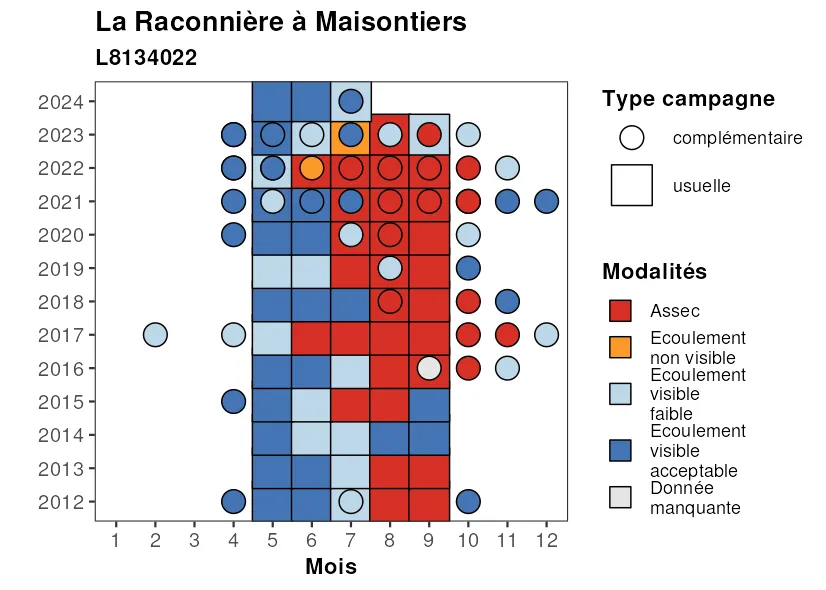 La Raconnière à Maisontiers
L8134022
2024
2023
2022
2021
2020
2019
2018
2017
2016
2015
2014
2013
2012
1 2 3 4 5 6 7 8 9 10 11 12
Mois
Type campagne
complémentaire
usuelle
Modalités
Assec
Ecoulement
non visible
Ecoulement
visible
faible
Ecoulement
visible
acceptable
Donnée
manquante